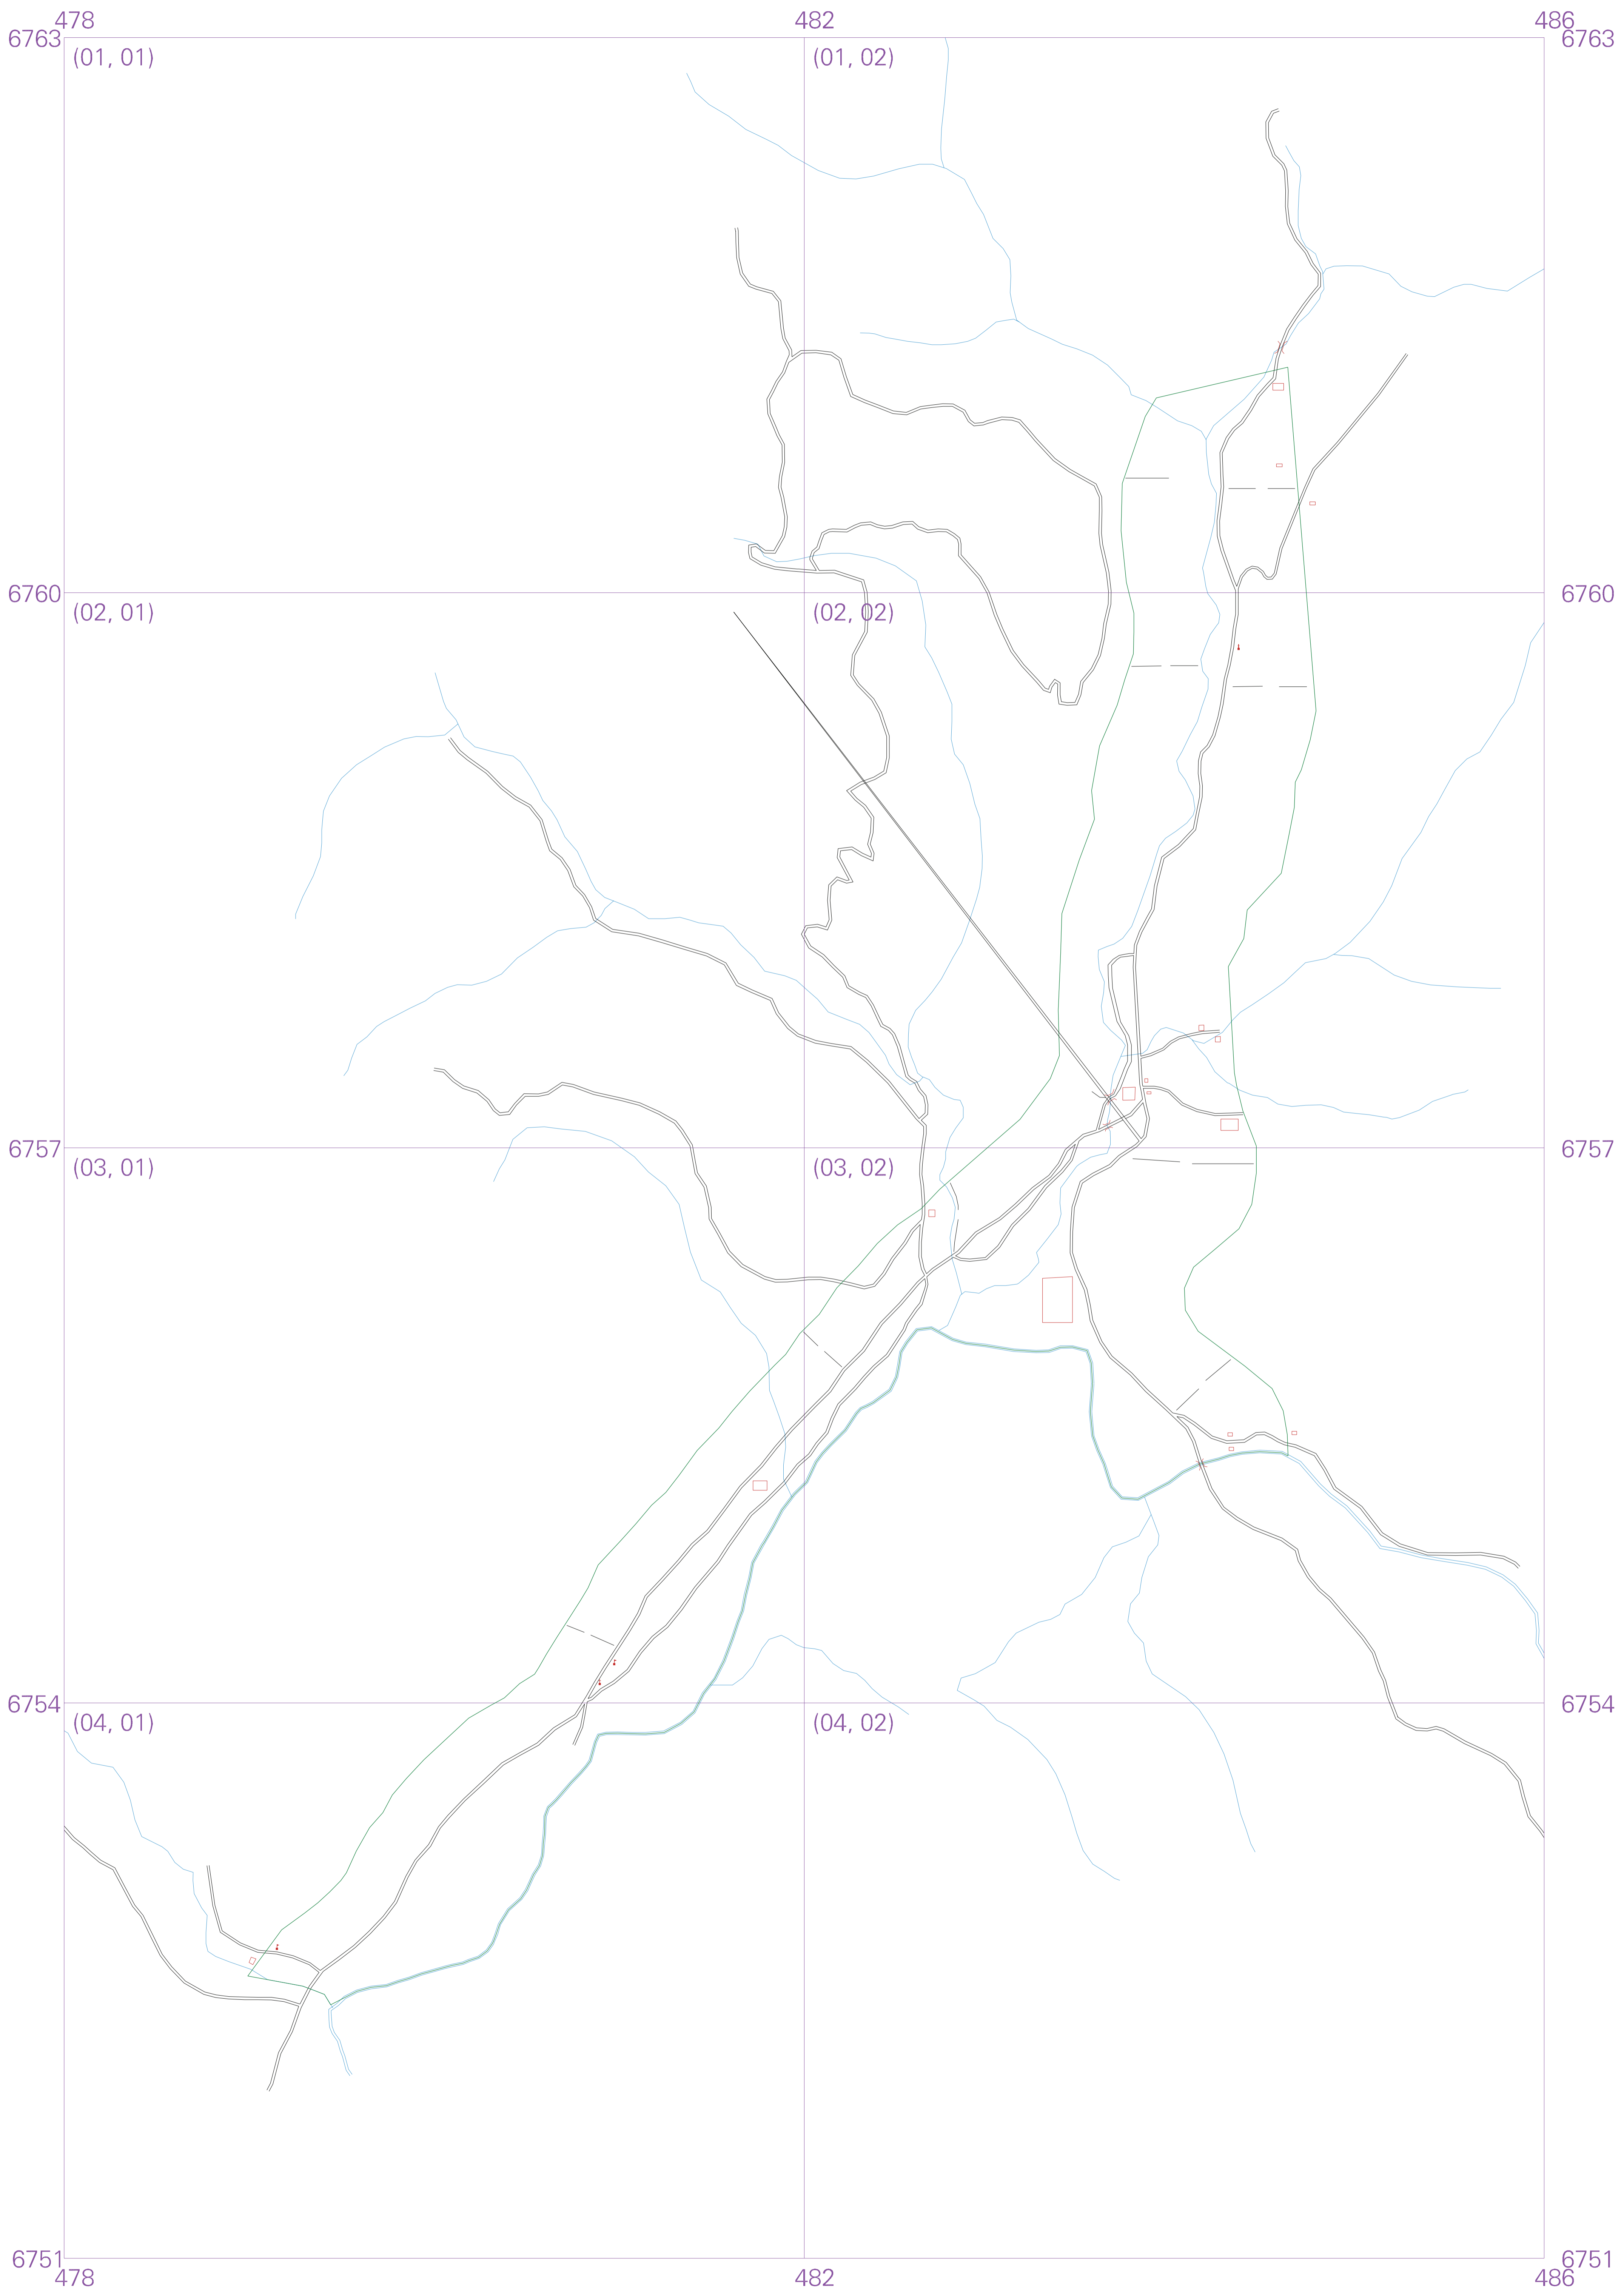 478 482 486
6763 6763
(01, 01) (01, 02)
6760 6760
(02, 01) (02, 02)
6757 6757
(03, 01) (03, 02)
6754 6754
(04, 01) (04, 02)
6751 6751
478 482 486